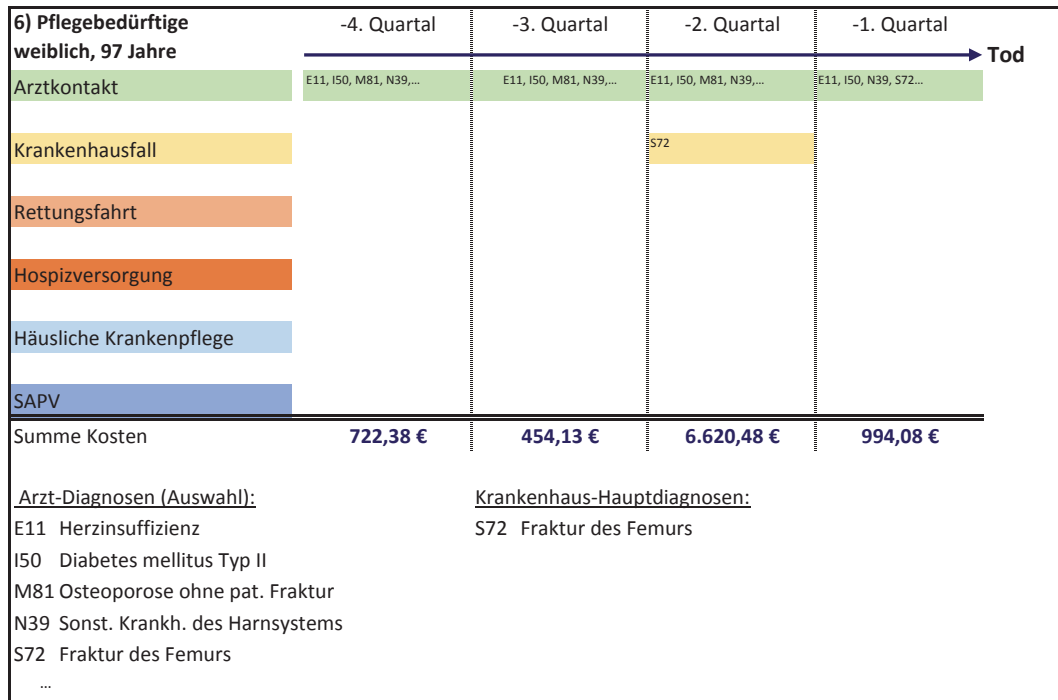 6) Pflegebedürftige
weiblich, 97 Jahre
-4. Quartal
-3. Quartal
-2. Quartal
-1. Quartal
Tod
Arztkontakt
E11, I50, M81, N39,...
E11, I50, M81, N39,...
E11, I50, M81, N39,...
E11, I50, N39, S72...
Krankenhausfall
S72
Rettungsfahrt
Hospizversorgung
Häusliche Krankenpflege
SAPV
Summe Kosten 722,38 € 454,13 € 6.620,48 € 994,08 €
Arzt-Diagnosen (Auswahl):
E11 Herzinsuffizienz
I50 Diabetes mellitus Typ II
M81 Osteoporose ohne pat. Fraktur
N39 Sonst. Krankh. des Harnsystems
S72 Fraktur des Femurs
...
Krankenhaus-Hauptdiagnosen:
S72 Fraktur des Femurs